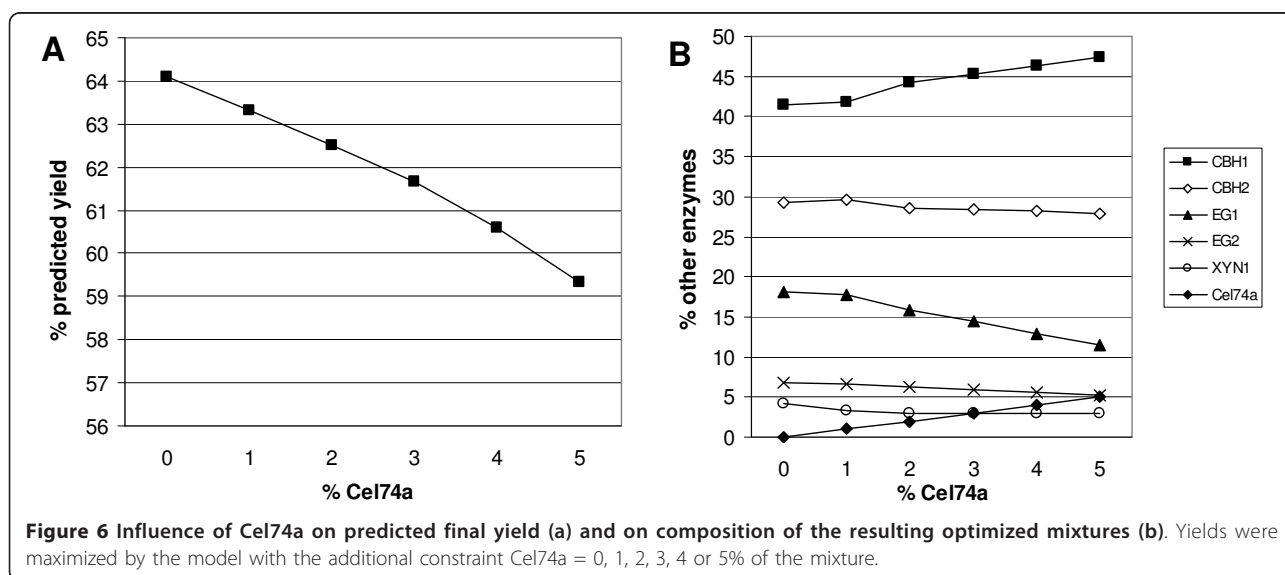 A
65
64
63
62
61
60
59
58
57
56
% predicted yield
0 1 2 3 4 5
% Cel74a
B
50
45
40
35
30
25
20
15
10
5
0
% other enzymes
0 1 2 3 4 5
% Cel74a
CBH1
CBH2
EG1
EG2
XYN1
Cel74a
Figure 6 Influence of Cel74a on predicted final yield (a) and on composition of the resulting optimized mixtures (b). Yields were
maximized by the model with the additional constraint Cel74a = 0, 1, 2, 3, 4 or 5% of the mixture.